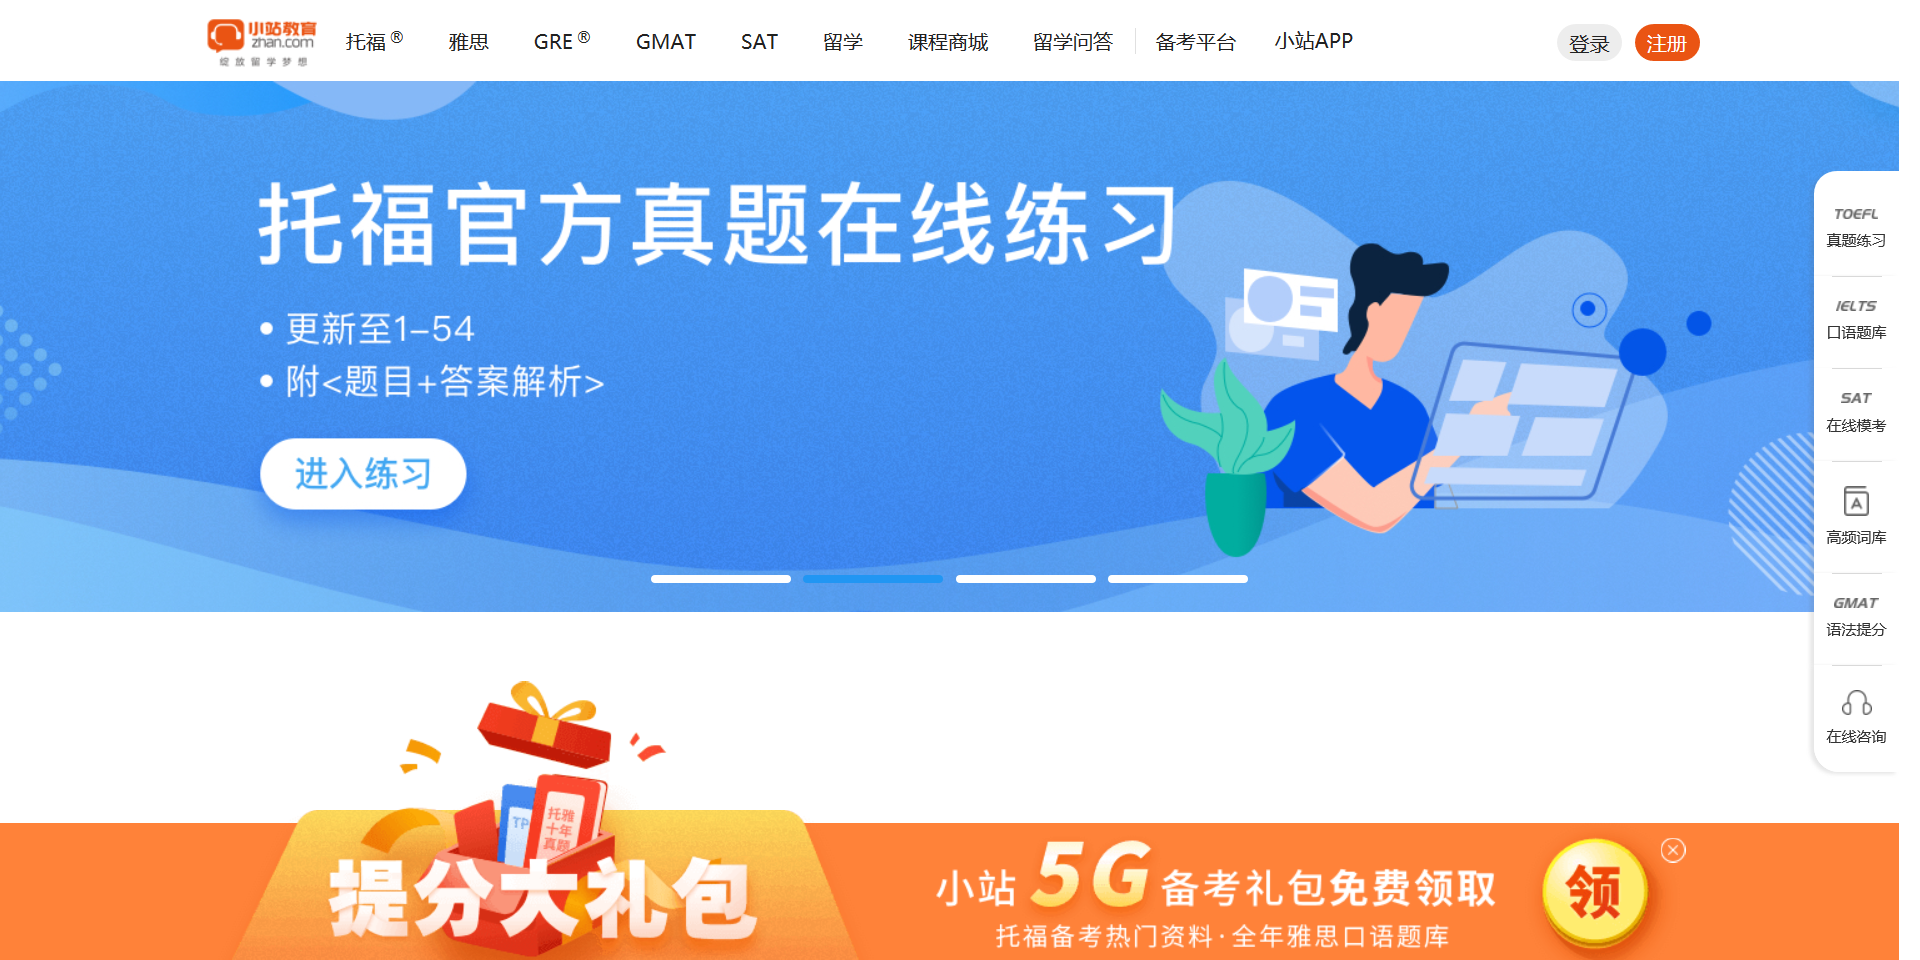 小站教育
zhan.com
绽放留学梦想
托福® 雅思 GRE® GMAT SAT 留学 课程商城 留学问答 备考平台 小站APP 登录 注册
托福官方真题在线练习
更新至1-54
附<题目+答案解析>
进入练习
TOEFL
真题练习
IELTS
口语题库
SAT
在线模考
A
高频词库
GMAT
语法提分
在线咨询
TP
托雅
十年
真题
提分大礼包
小站5G备考礼包免费领取
托福备考热门资料·全年雅思口语题库
领